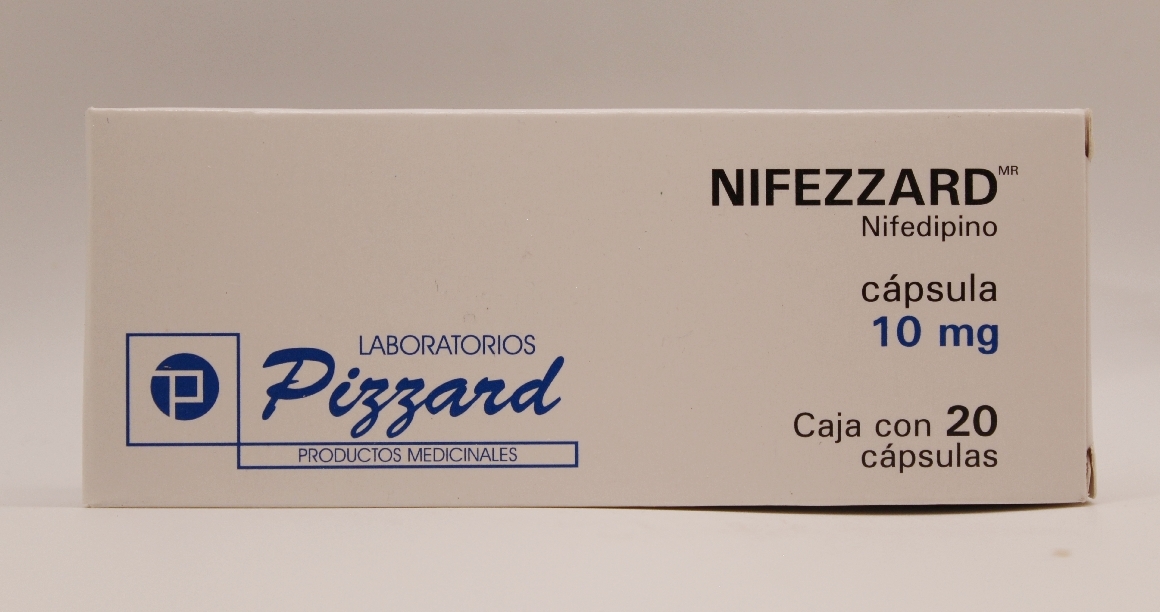 NIFEZZARD MR
Nifedipino
cápsula
10 mg
Caja con 20
cápsulas
LABORATORIOS
Pizzard
PRODUCTOS MEDICINALES